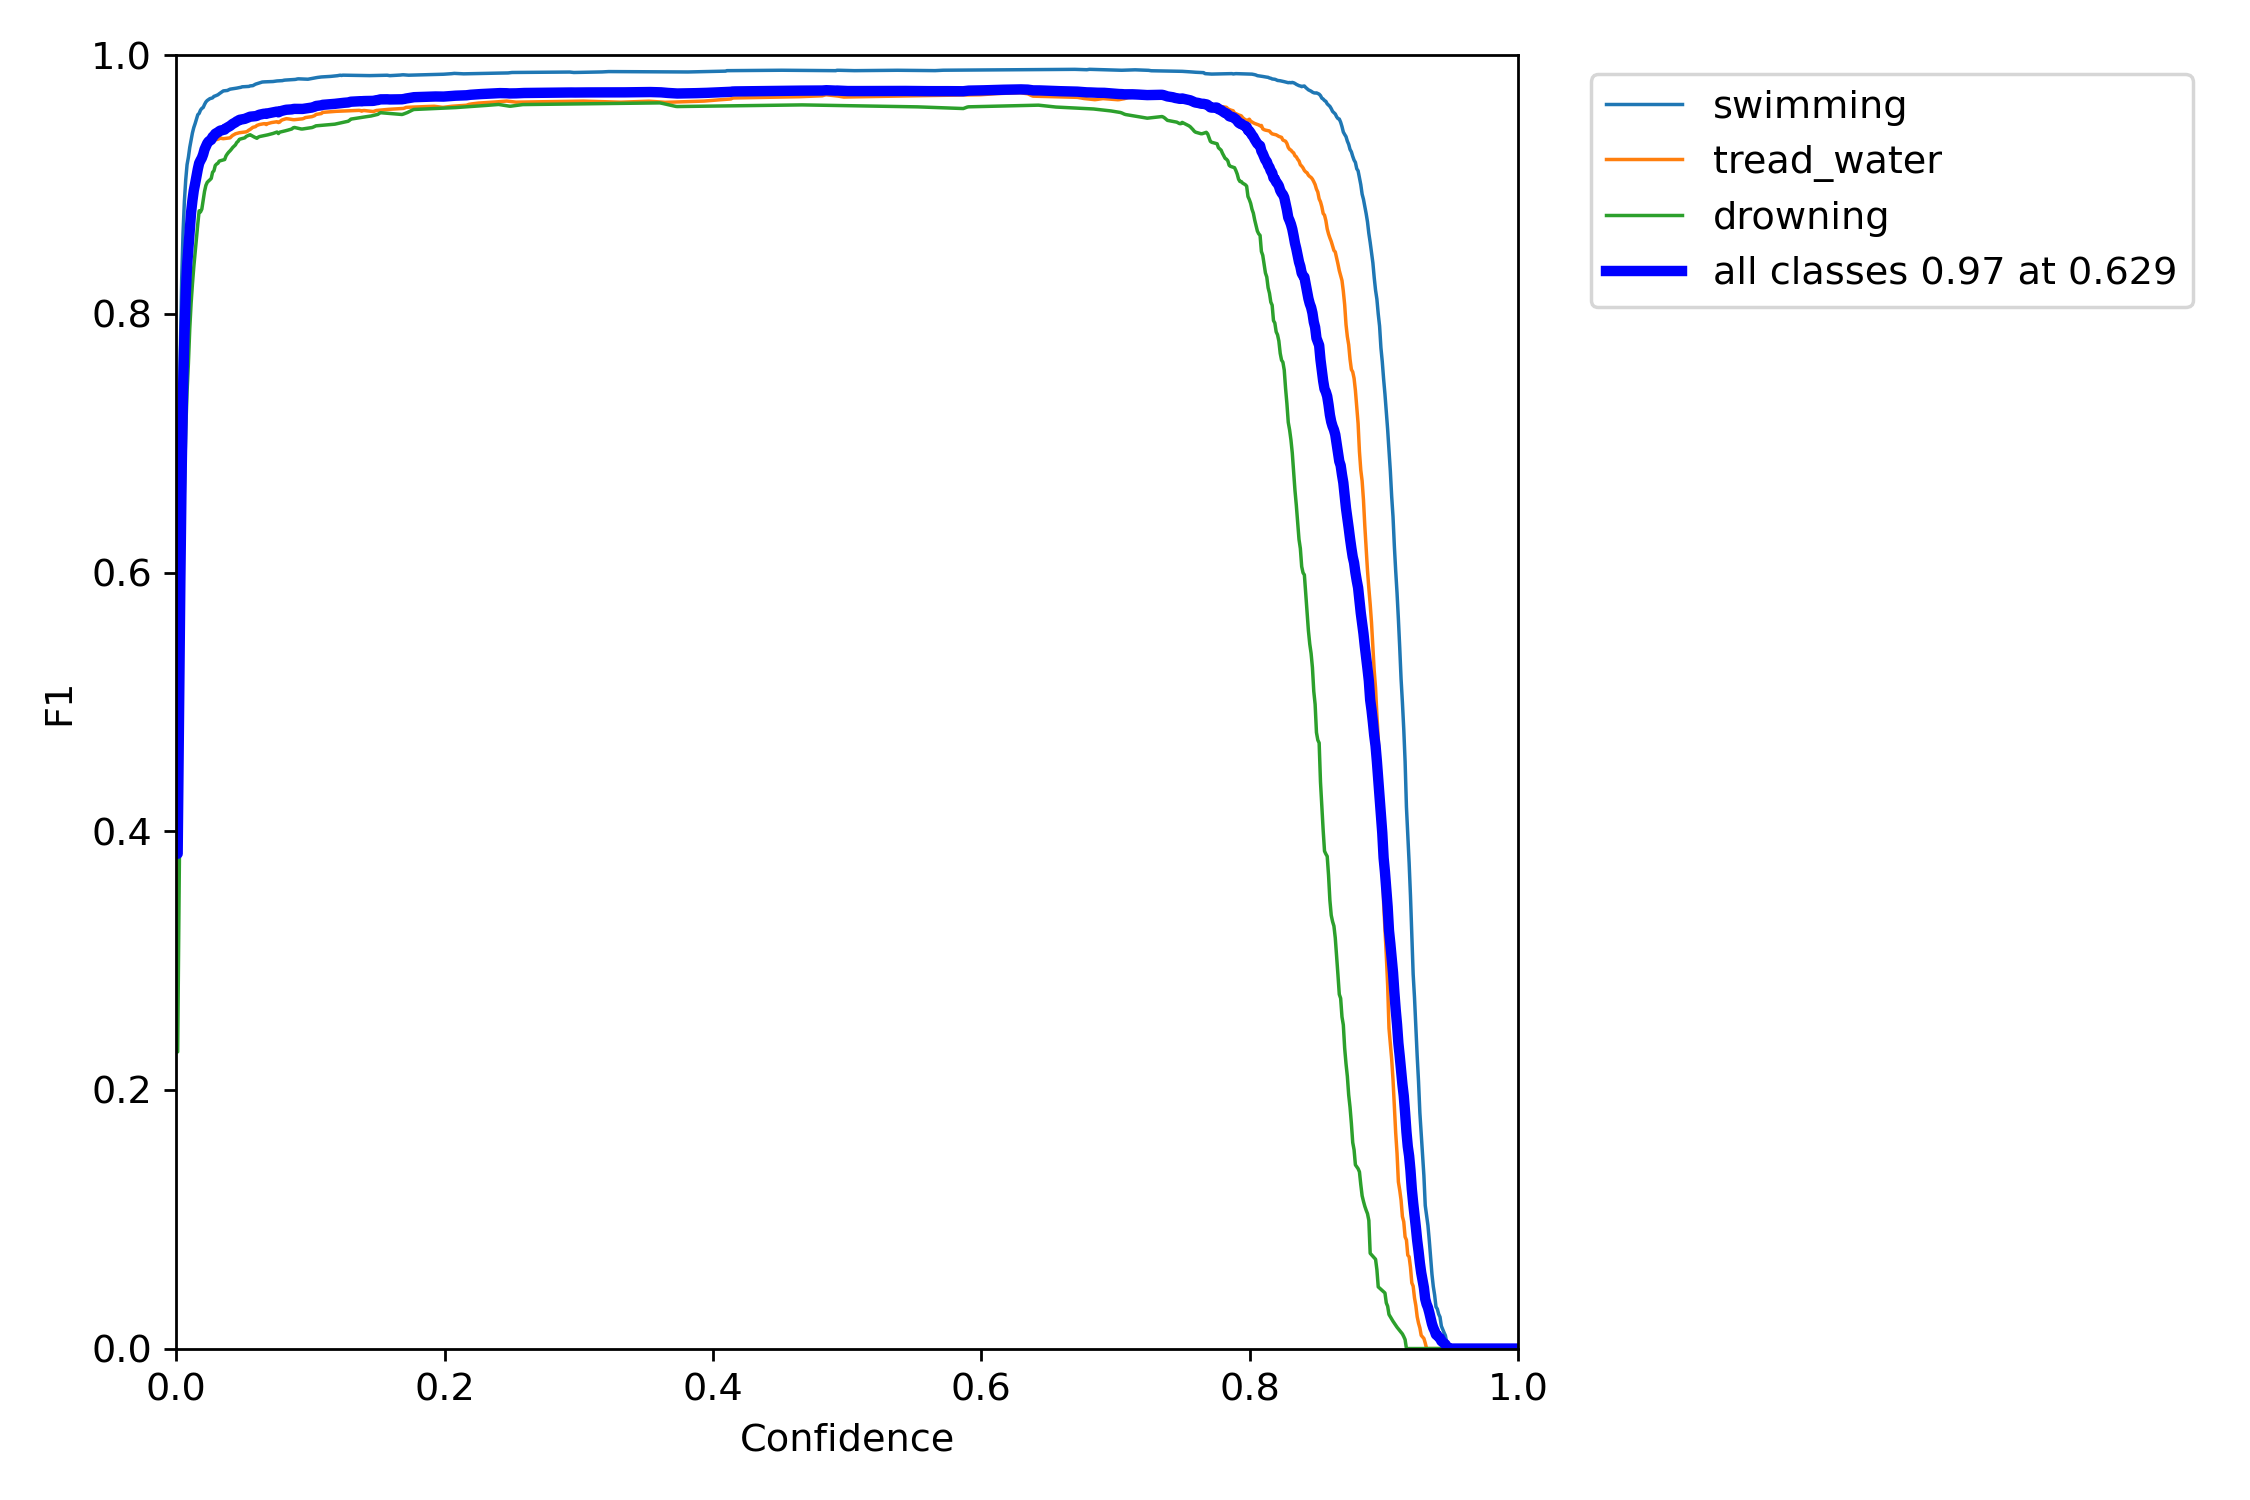 1.0
0.8
0.6
0.4
0.2
0.0
F1
0.0 0.2 0.4 0.6 0.8 1.0
Confidence
swimming
tread_water
drowning
all classes 0.97 at 0.629